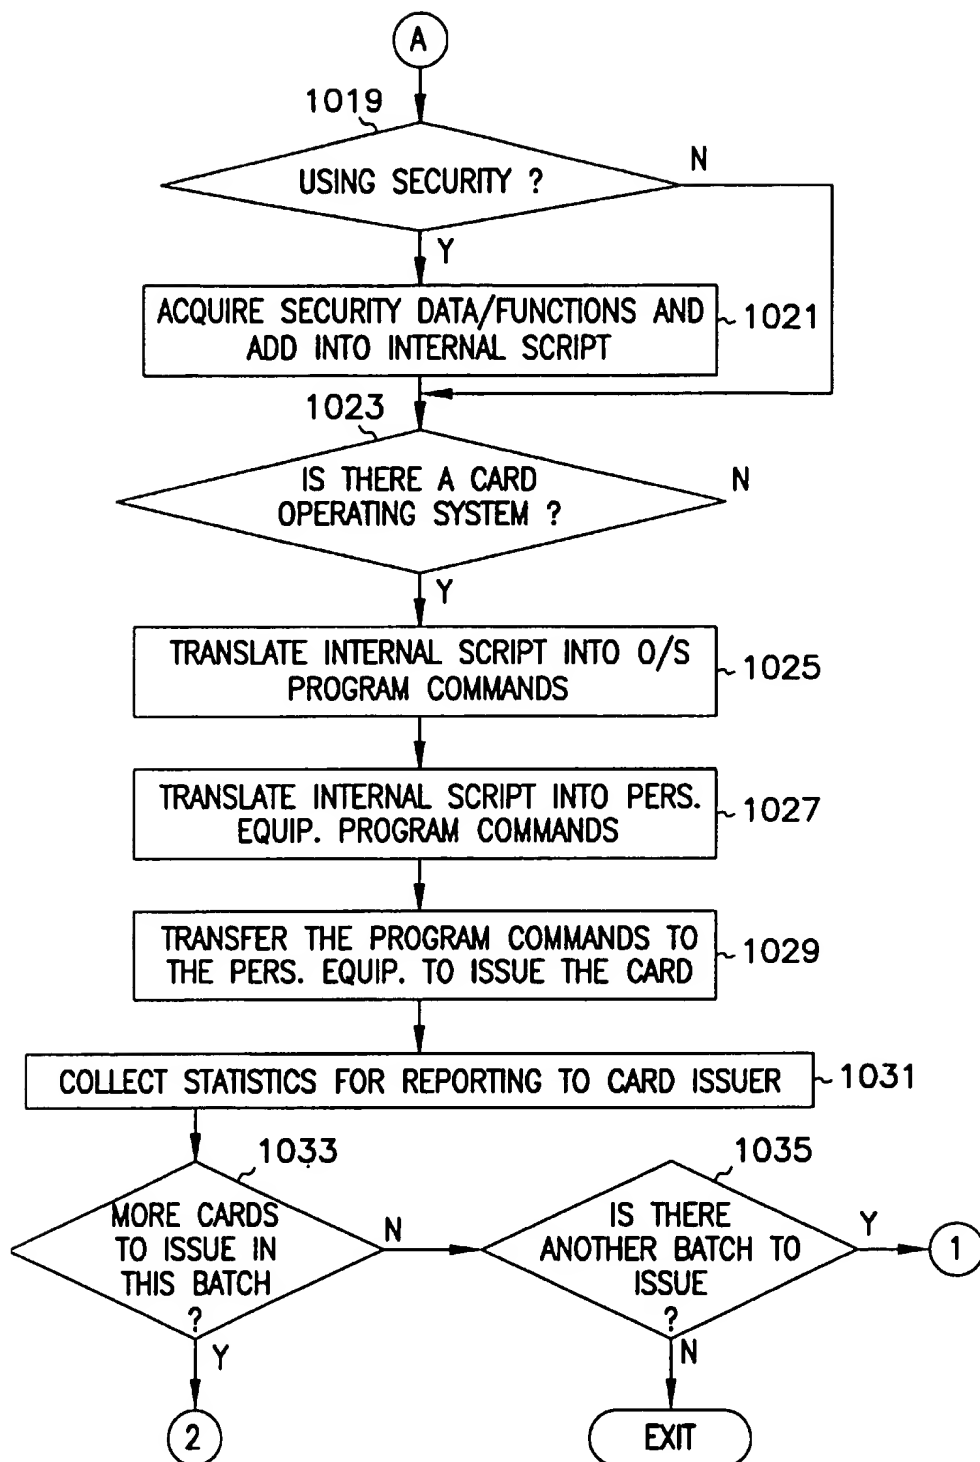 A
1019
USING SECURITY ?
N
Y
ACQUIRE SECURITY DATA/FUNCTIONS AND
ADD INTO INTERNAL SCRIPT
1021
1023
IS THERE A CARD
OPERATING SYSTEM ?
N
Y
TRANSLATE INTERNAL SCRIPT INTO O/S
PROGRAM COMMANDS
1025
TRANSLATE INTERNAL SCRIPT INTO PERS.
EQUIP. PROGRAM COMMANDS
1027
TRANSFER THE PROGRAM COMMANDS TO
THE PERS. EQUIP. TO ISSUE THE CARD
1029
COLLECT STATISTICS FOR REPORTING TO CARD ISSUER
1031
1033
MORE CARDS
TO ISSUE IN
THIS BATCH
?
N
Y
2
1035
IS THERE
ANOTHER BATCH TO
ISSUE
?
Y
1
N
EXIT